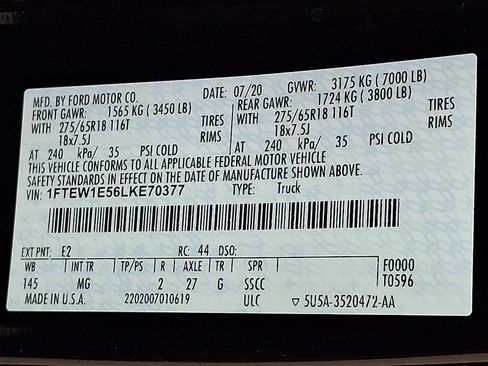 MFD. BY FORD MOTOR CO. DATE: 07/20 GVWR: 3175 KG ( 7000 LB)
FRONT GAWR: 1565 KG ( 3450 LB) REAR GAWR: 1724 KG ( 3800 LB)
WITH 275/65R18 116T TIRES WITH 275/65R18 116T TIRES
18x7.5J RIMS 18x7.5J RIMS
AT 240 kPa/ 35 PSI COLD AT 240 kPa/ 35 PSI COLD
THIS VEHICLE CONFORMS TO ALL APPLICABLE FEDERAL MOTOR VEHICLE
SAFETY STANDARDS IN EFFECT ON THE DATE OF MANUFACTURE SHOWN ABOVE.
VIN: 1FTEW1E56LKE70377 TYPE: Truck
EXT PNT: E2 RC: 44 DSO: F0000
WB INT TR TP/PS R AXLE TR SPR T0596
145 MG 2 27 G SSCC
MADE IN U.S.A. 2202007010619 ULC ▽ 5U5A-3520472-AA